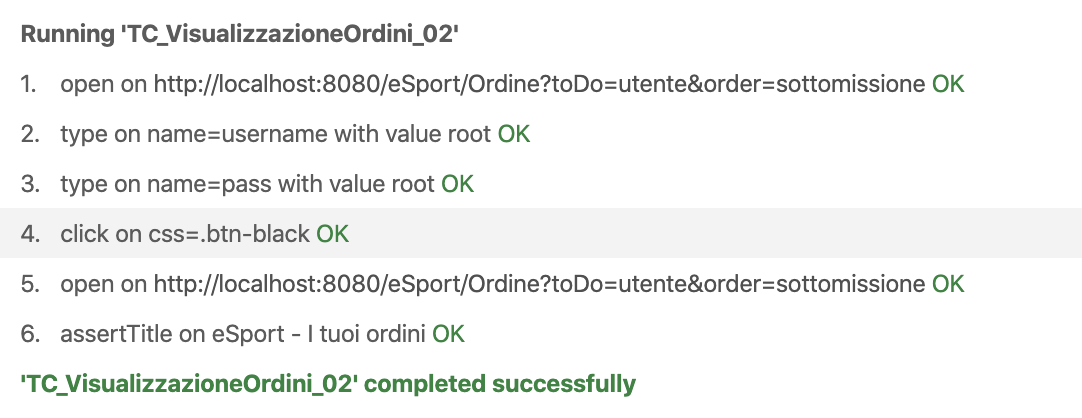 Running 'TC_VisualizzazioneOrdini_02'
1. open on http://localhost:8080/eSport/Ordine?toDo=utente&order=sottomissione OK
2. type on name=username with value root OK
3. type on name=pass with value root OK
4. click on css=.btn-black OK
5. open on http://localhost:8080/eSport/Ordine?toDo=utente&order=sottomissione OK
6. assertTitle on eSport - I tuoi ordini OK
'TC_VisualizzazioneOrdini_02' completed successfully